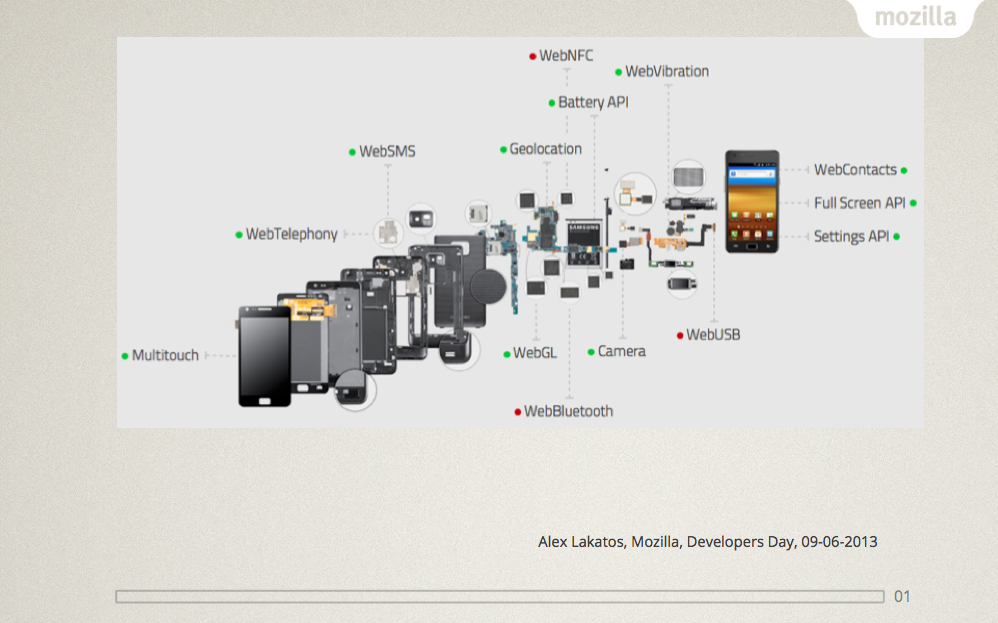 mozilla
WebNFC
WebVibration
Battery API
WebSMS
Geolocation
WebContacts
Full Screen API
WebTelephony
Settings API
SAMSUNG
WebUSB
WebGL
Camera
Multitouch
WebBluetooth
Alex Lakatos, Mozilla, Developers Day, 09-06-2013
01